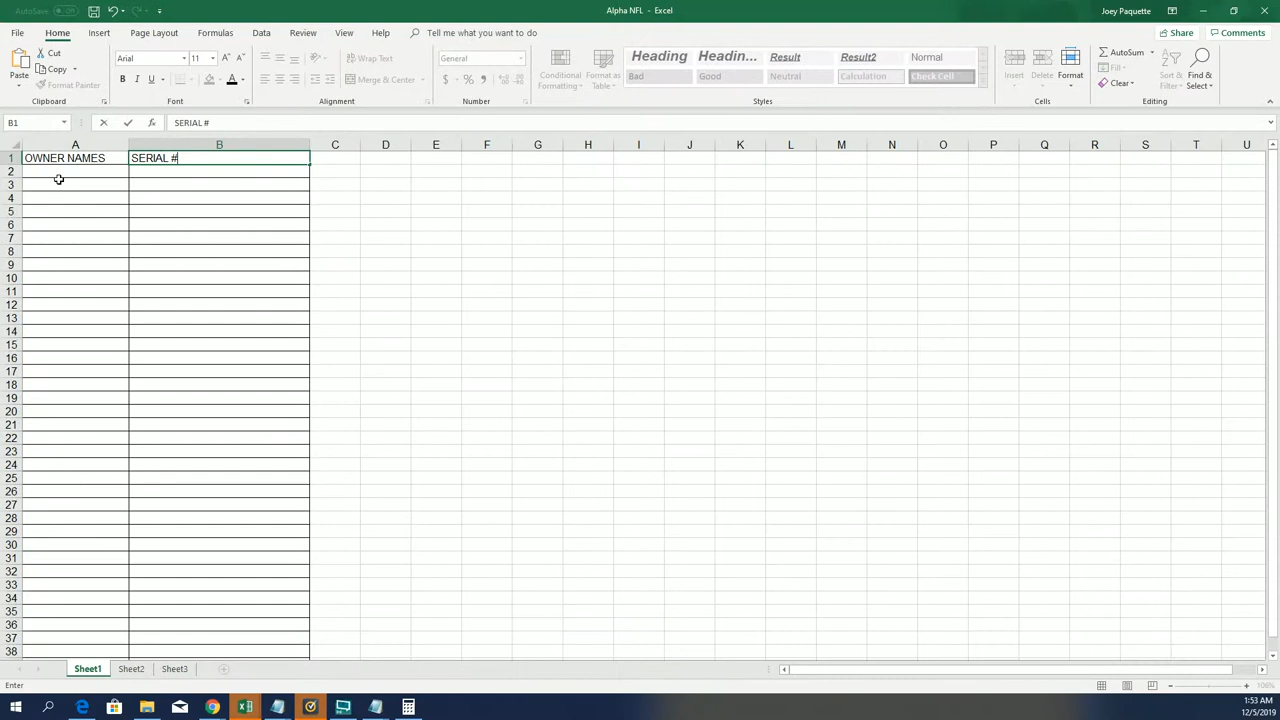 AutoSave Off
Alpha NFL - Excel
Joey Paquette
File Home Insert Page Layout Formulas Data Review View Help Tell me what you want to do
Share Comments
Paste
Cut
Copy
Format Painter
Clipboard
Arial 11
B I U
Font
Wrap Text
Merge & Center
Alignment
General
$ % ,
Number
Conditional Formatting
Format as Table
Heading Headin... Result Result2 Normal
Bad Good Neutral Calculation Check Cell
Styles
Insert Delete Format
Cells
AutoSum
Fill
Clear
Sort & Filter
Find & Select
Editing
B1 fx SERIAL #
A B C D E F G H I J K L M N O P Q R S T U
1 OWNER NAMES SERIAL #
2
3
4
5
6
7
8
9
10
11
12
13
14
15
16
17
18
19
20
21
22
23
24
25
26
27
28
29
30
31
32
33
34
35
36
37
38
Sheet1 Sheet2 Sheet3
Enter
106%
1:53 AM
12/5/2019